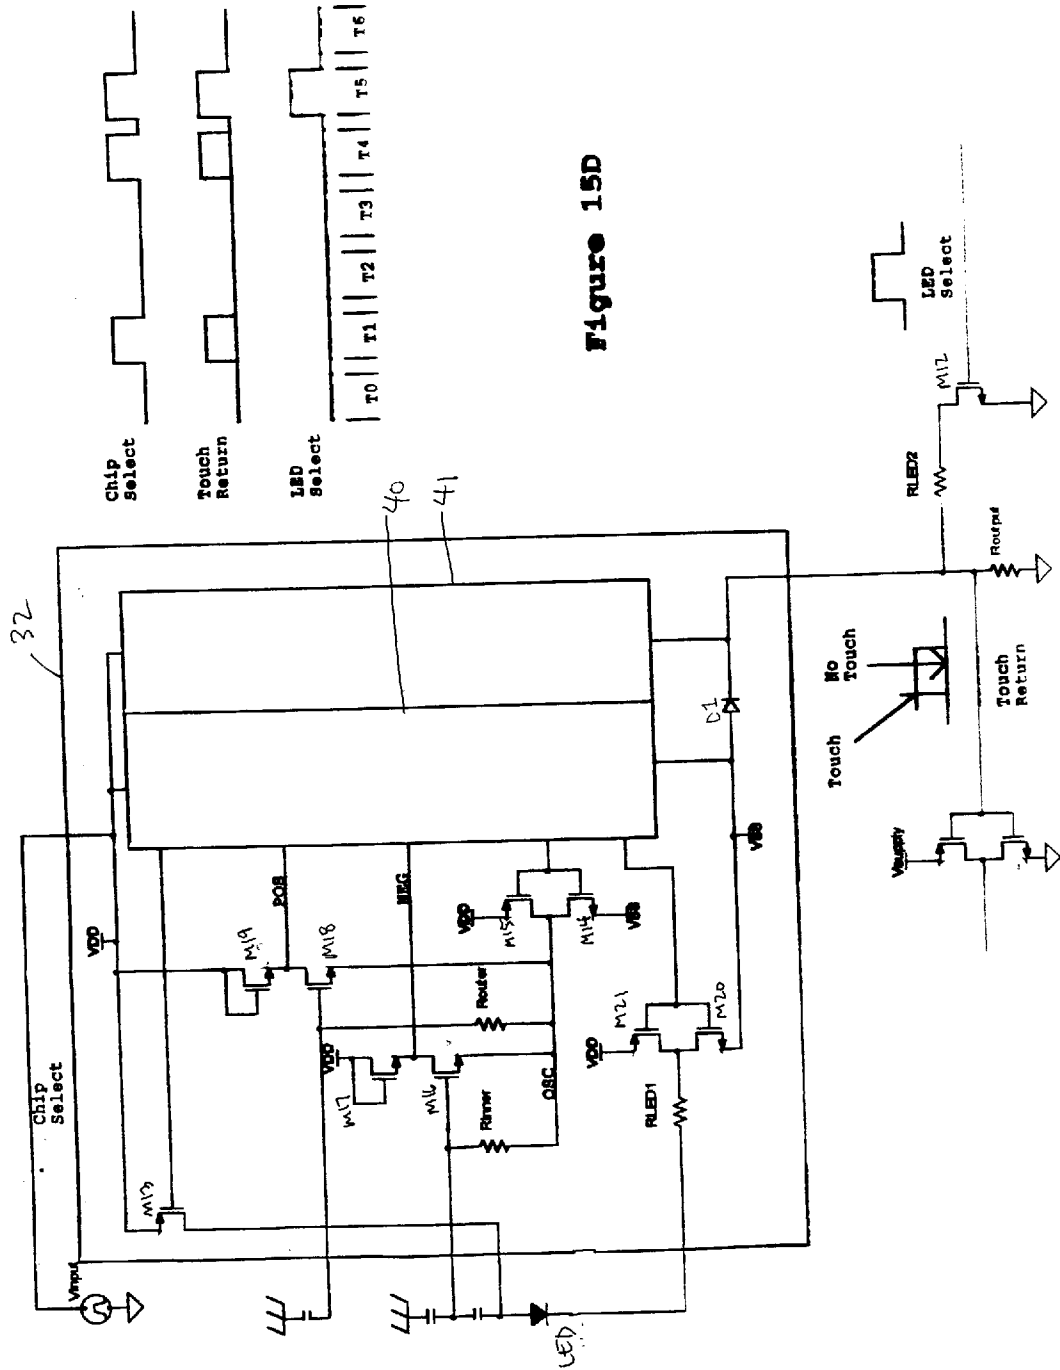 Chip
Select
Touch
Return
LED
Select
T0
T1
T2
T3
T4
T5
T6
Figure 15D
32
Chip
Select
Vinput
M13
VDD
M19
POS
M18
VDD
M17
NEG
M16
Router
Rinner
OSC
VDD
M15
M14
VSS
VDD
M21
M20
RLED1
LED
VSS
D1
40
41
RLED2
M12
LED
Select
Routput
Touch
No
Touch
Touch
Return
Vsupply